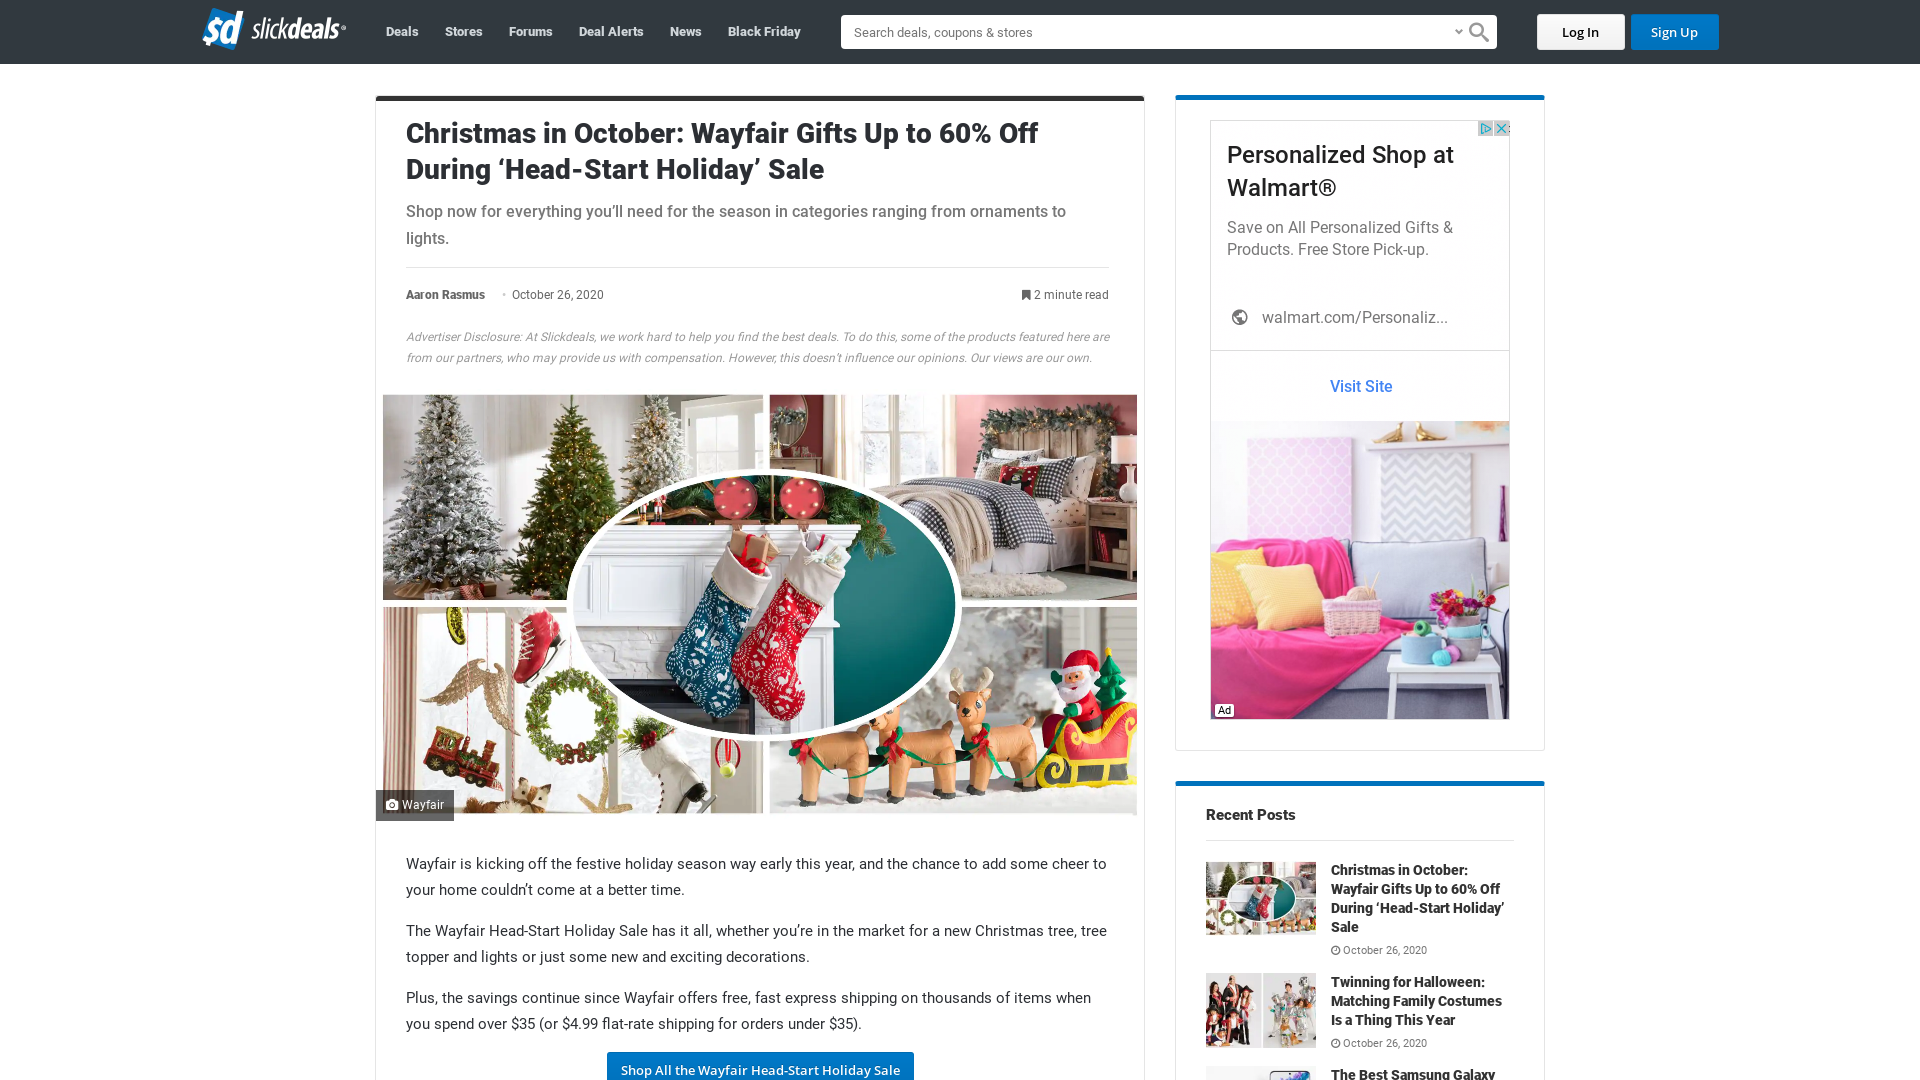 $d slickdeals®
Deals Stores Forums Deal Alerts News Black Friday
Search deals, coupons & stores
Log In
Sign Up
Christmas in October: Wayfair Gifts Up to 60% Off
During ‘Head-Start Holiday’ Sale
Shop now for everything you’ll need for the season in categories ranging from ornaments to
lights.
Aaron Rasmus • October 26, 2020
2 minute read
Advertiser Disclosure: At Slickdeals, we work hard to help you find the best deals. To do this, some of the products featured here are
from our partners, who may provide us with compensation. However, this doesn’t influence our opinions. Our views are our own.
Wayfair
Wayfair is kicking off the festive holiday season way early this year, and the chance to add some cheer to
your home couldn’t come at a better time.
The Wayfair Head-Start Holiday Sale has it all, whether you’re in the market for a new Christmas tree, tree
topper and lights or just some new and exciting decorations.
Plus, the savings continue since Wayfair offers free, fast express shipping on thousands of items when
you spend over $35 (or $4.99 flat-rate shipping for orders under $35).
Shop All the Wayfair Head-Start Holiday Sale
Personalized Shop at
Walmart®
Save on All Personalized Gifts &
Products. Free Store Pick-up.
walmart.com/Personaliz...
Visit Site
Ad
Recent Posts
Christmas in October:
Wayfair Gifts Up to 60% Off
During ‘Head-Start Holiday’
Sale
October 26, 2020
Twinning for Halloween:
Matching Family Costumes
Is a Thing This Year
October 26, 2020
The Best Samsung Galaxy